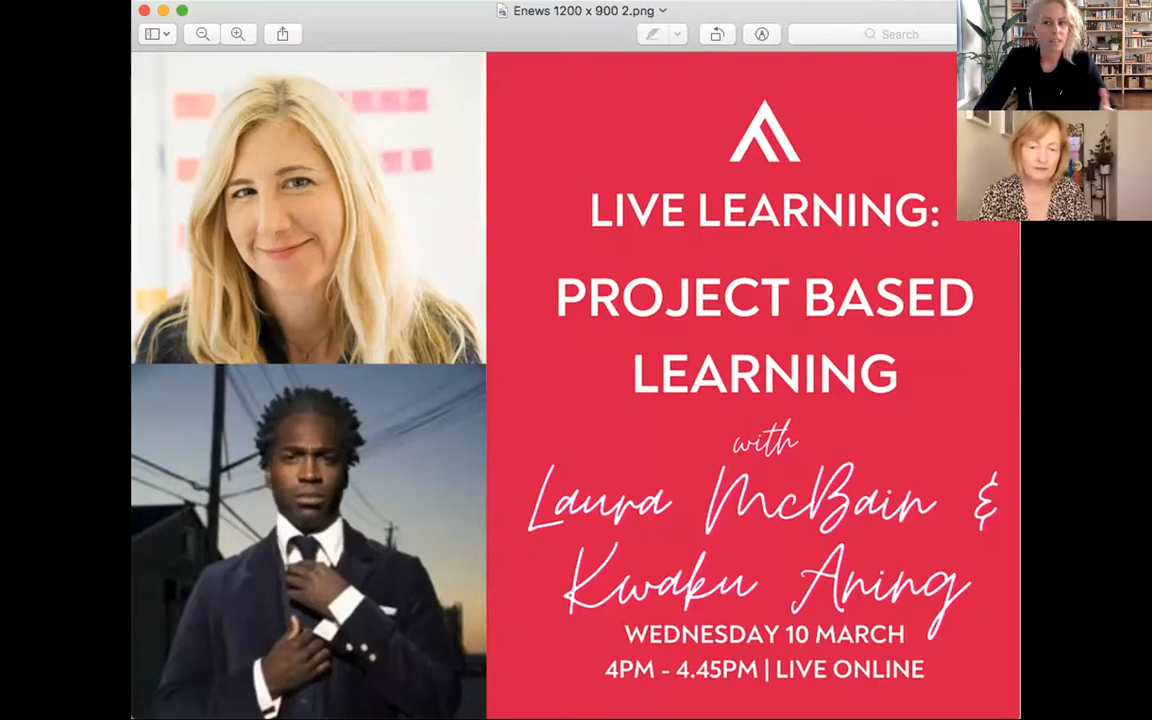 Enews 1200 x 900 2.png
Search
LIVE LEARNING:
PROJECT BASED
LEARNING
with
Laura McBain &
Kwaku Aning
WEDNESDAY 10 MARCH
4PM - 4.45PM | LIVE ONLINE